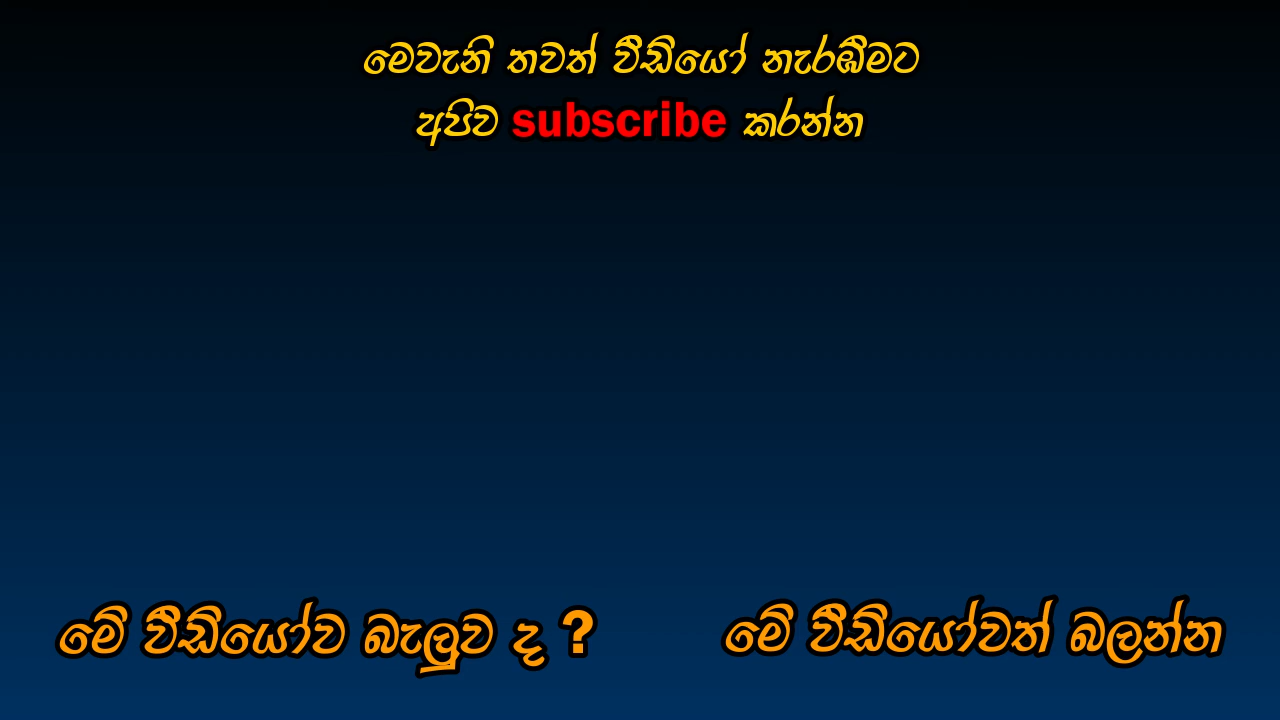 මෙවැනි තවත් වීඩියෝ නැරඹීමට
අපිව subscribe කරන්න
මේ වීඩියෝව බැලුව ද ?
මේ වීඩියෝවත් බලන්න